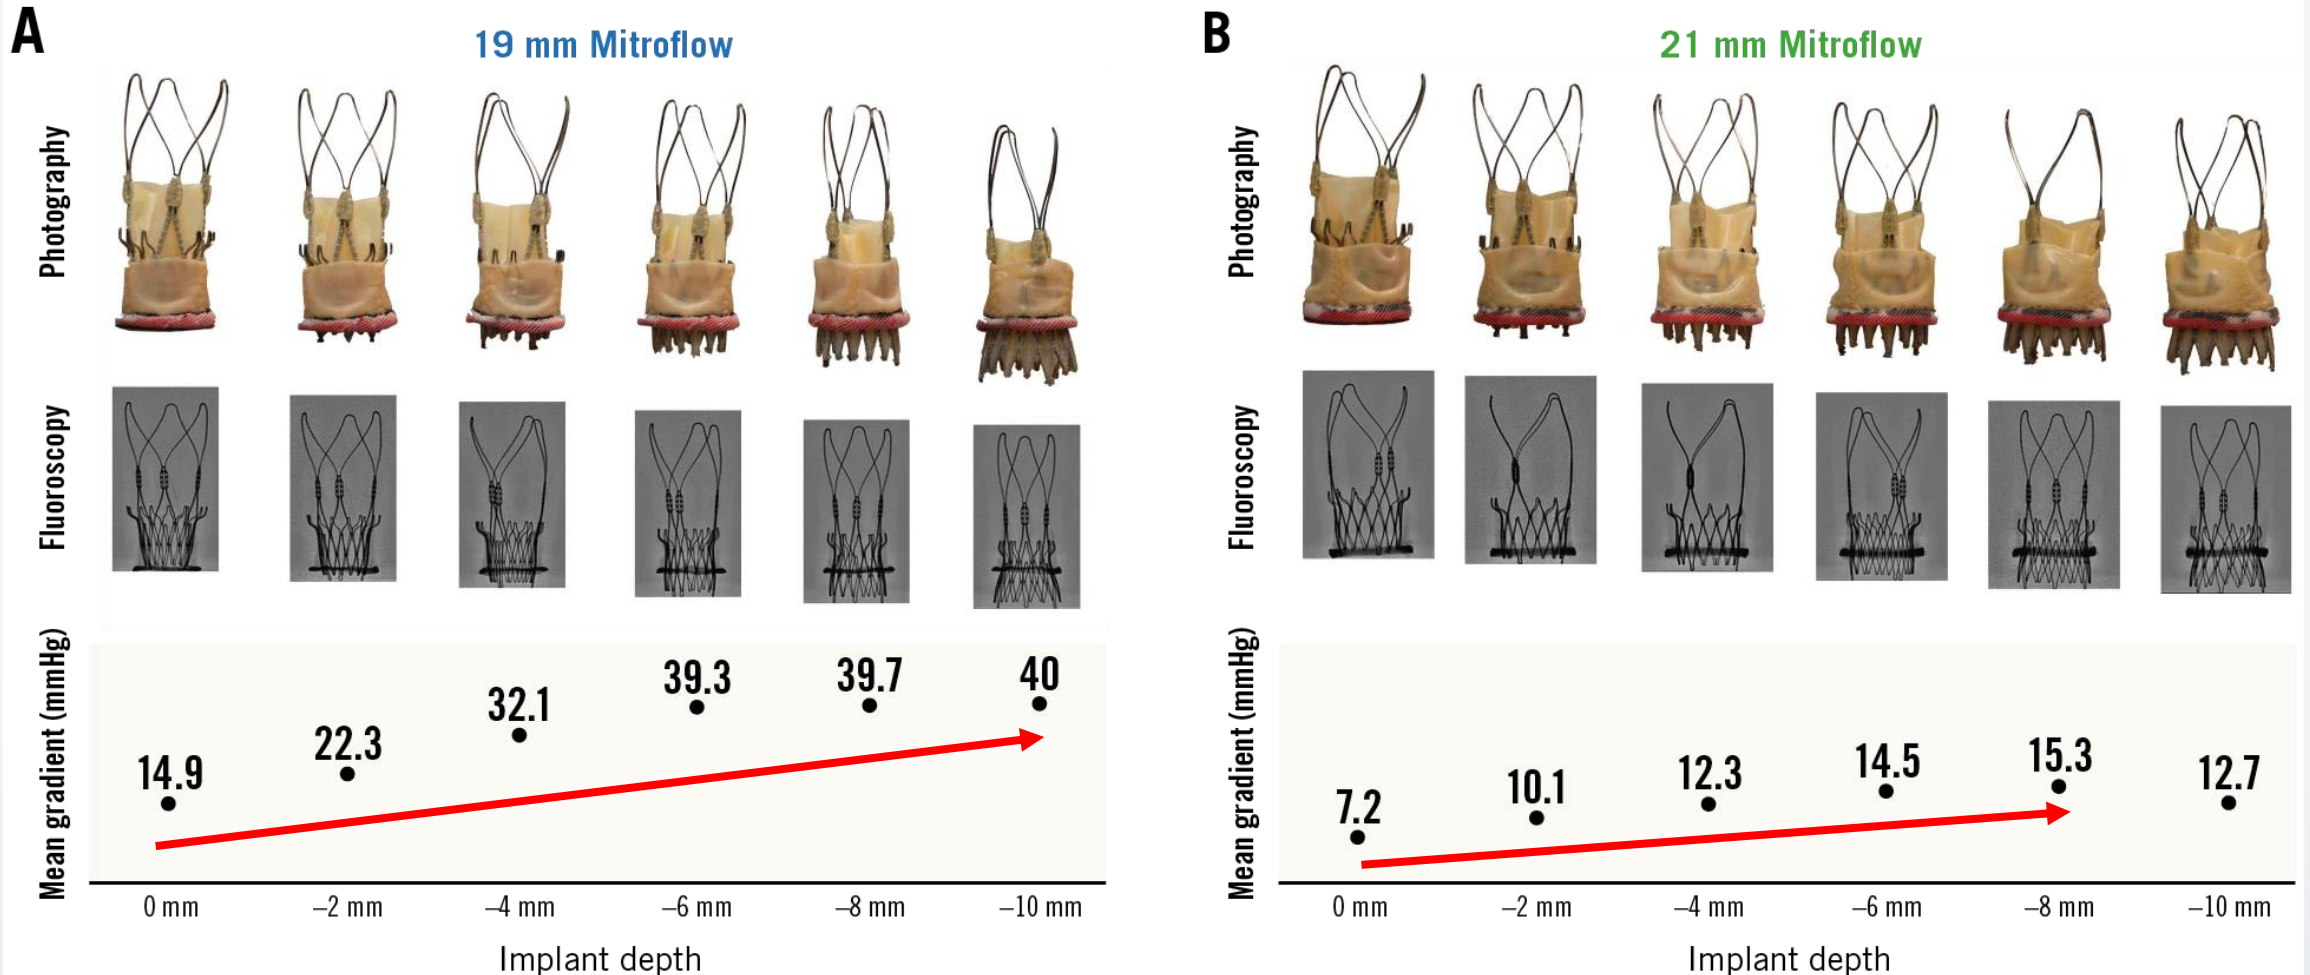 A
19 mm Mitroflow
Photography
Fluoroscopy
Mean gradient (mmHg)
14.9
22.3
32.1
39.3
39.7
40
0 mm
–2 mm
–4 mm
–6 mm
–8 mm
–10 mm
Implant depth
B
21 mm Mitroflow
Photography
Fluoroscopy
Mean gradient (mmHg)
7.2
10.1
12.3
14.5
15.3
12.7
0 mm
–2 mm
–4 mm
–6 mm
–8 mm
–10 mm
Implant depth